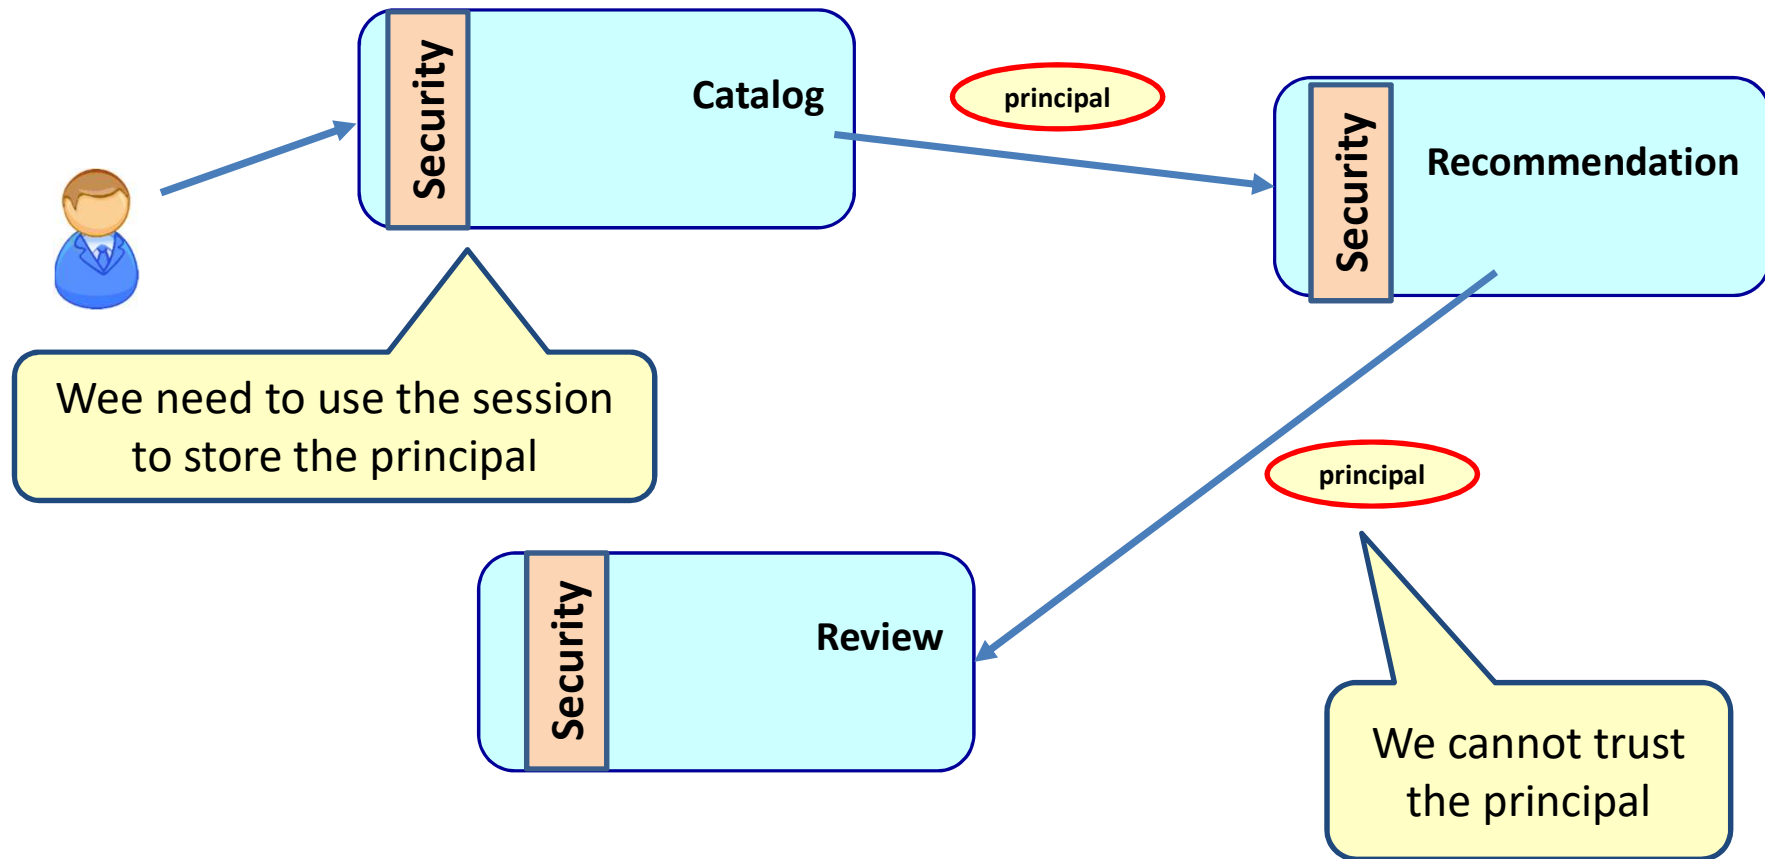 Security
Catalog
principal
Security
Recommendation
Wee need to use the session
to store the principal
principal
Security
Review
We cannot trust
the principal